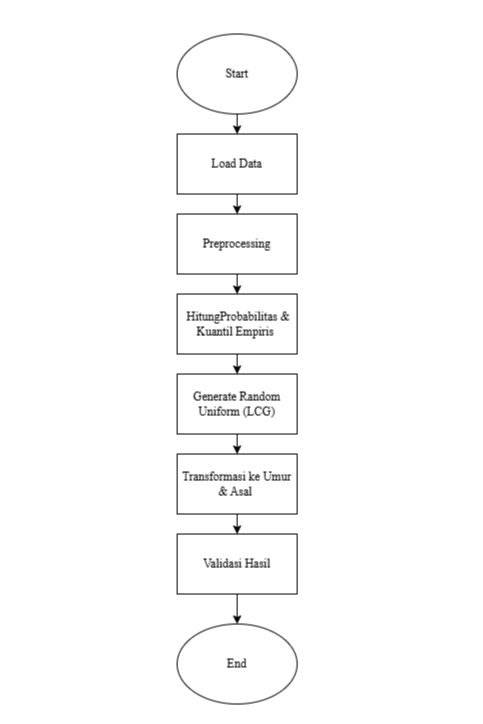 Start
Load Data
Preprocessing
HitungProbabilitas &
Kuantil Empiris
Generate Random
Uniform (LCG)
Transformasi ke Umur
& Asal
Validasi Hasil
End